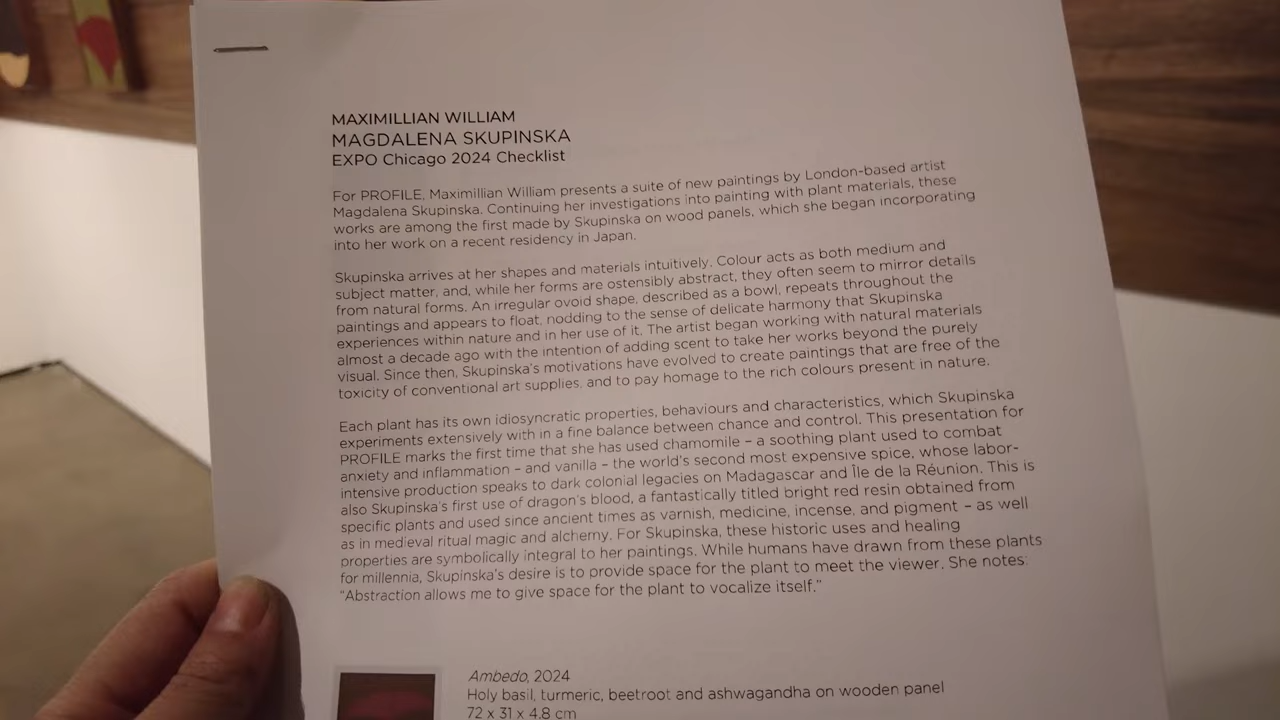 MAXIMILLIAN WILLIAM
MAGDALENA SKUPINSKA
EXPO Chicago 2024 Checklist
For PROFILE, Maximillian William presents a suite of new paintings by London-based artist
Magdalena Skupinska. Continuing her investigations into painting with plant materials, these
works are among the first made by Skupinska on wood panels, which she began incorporating
into her work on a recent residency in Japan.
Skupinska arrives at her shapes and materials intuitively. Colour acts as both medium and
subject matter, and, while her forms are ostensibly abstract, they often seem to mirror details
from natural forms. An irregular ovoid shape, described as a bowl, repeats throughout the
paintings and appears to float, nodding to the sense of delicate harmony that Skupinska
experiences within nature and in her use of it. The artist began working with natural materials
almost a decade ago with the intention of adding scent to take her works beyond the purely
visual. Since then, Skupinska's motivations have evolved to create paintings that are free of the
toxicity of conventional art supplies, and to pay homage to the rich colours present in nature.
Each plant has its own idiosyncratic properties, behaviours and characteristics, which Skupinska
experiments extensively with in a fine balance between chance and control. This presentation for
PROFILE marks the first time that she has used chamomile – a soothing plant used to combat
anxiety and inflammation – and vanilla – the world's second most expensive spice, whose labor-
intensive production speaks to dark colonial legacies on Madagascar and Île de la Réunion. This is
also Skupinska's first use of dragon's blood, a fantastically titled bright red resin obtained from
specific plants and used since ancient times as varnish, medicine, incense, and pigment – as well
as in medieval ritual magic and alchemy. For Skupinska, these historic uses and healing
properties are symbolically integral to her paintings. While humans have drawn from these plants
for millennia, Skupinska's desire is to provide space for the plant to meet the viewer. She notes:
“Abstraction allows me to give space for the plant to vocalize itself.”
Ambedo, 2024
Holy basil, turmeric, beetroot and ashwagandha on wooden panel
72 x 31 x 4.8 cm